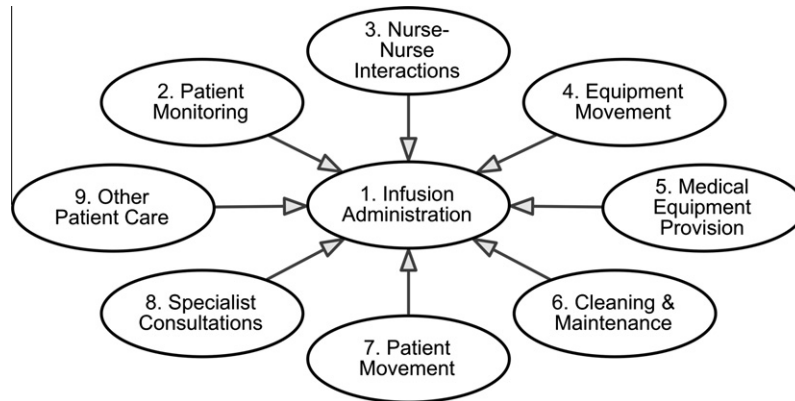 3. Nurse-
Nurse
Interactions
2. Patient
Monitoring
4. Equipment
Movement
9. Other
Patient Care
1. Infusion
Administration
5. Medical
Equipment
Provision
8. Specialist
Consultations
6. Cleaning &
Maintenance
7. Patient
Movement